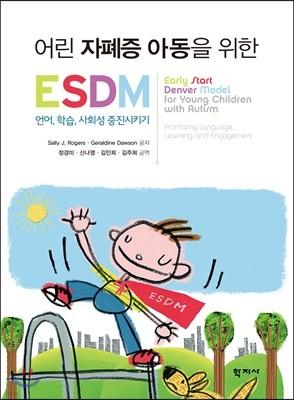 어린 자폐증 아동을 위한
ESDM
Early Start
Denver Model
for Young Children
with Autism
언어, 학습, 사회성 증진시키기
Promoting Language,
Learning, and Engagement
Sally J. Rogers · Geraldine Dawson 공저
정경미 · 신나영 · 김민희 · 김주희 공역
ESDM
학지사